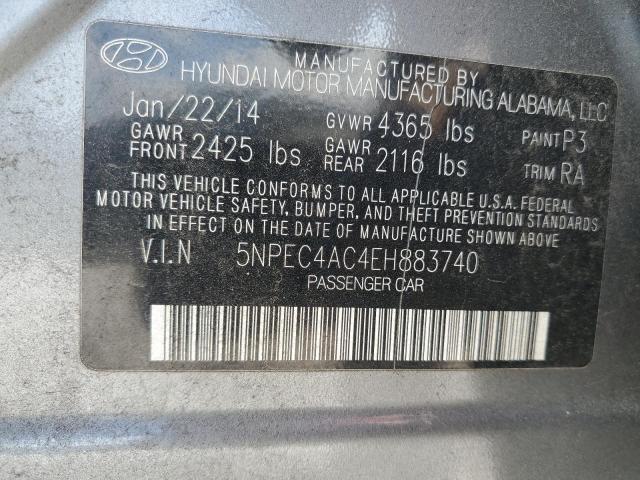 MANUFACTURED BY
HYUNDAI MOTOR MANUFACTURING ALABAMA, LLC
Jan/22/14 GVWR 4365 lbs PAINT P3
GAWR FRONT 2425 lbs GAWR REAR 2116 lbs TRIM RA
THIS VEHICLE CONFORMS TO ALL APPLICABLE U.S.A. FEDERAL
MOTOR VEHICLE SAFETY, BUMPER, AND THEFT PREVENTION STANDARDS
IN EFFECT ON THE DATE OF MANUFACTURE SHOWN ABOVE
V.I.N 5NPEC4AC4EH883740
PASSENGER CAR